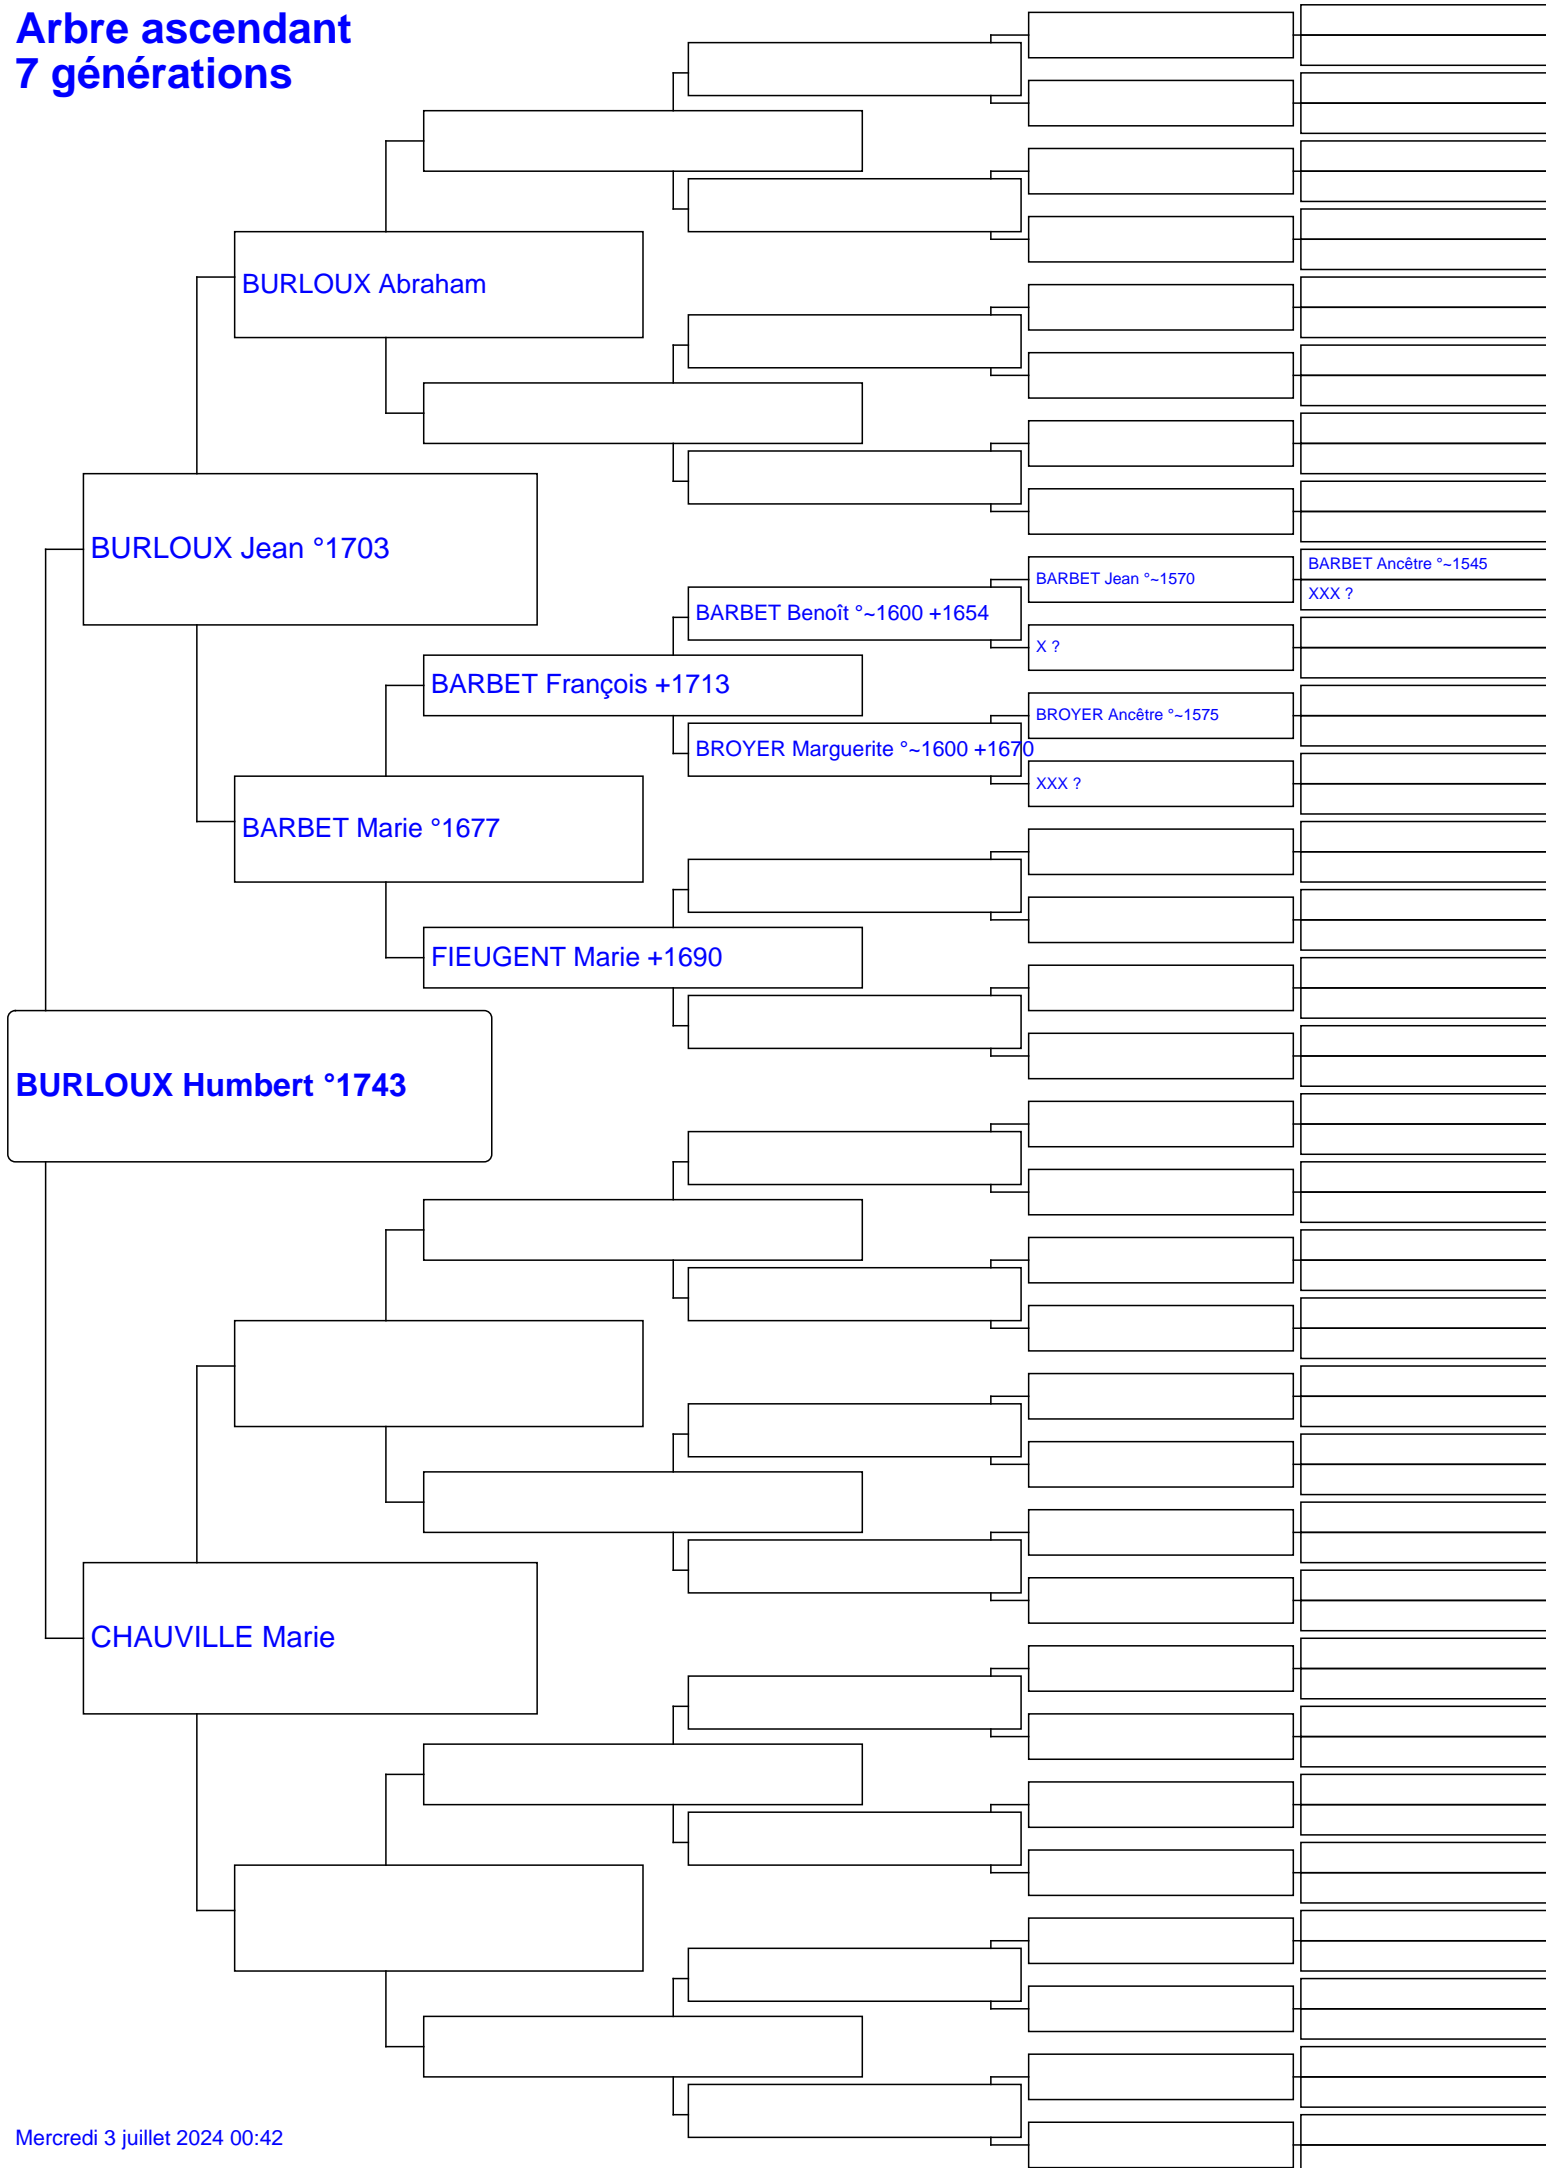 Arbre ascendant
7 générations
BURLOUX Abraham
BURLOUX Jean °1703
BARBET Ancêtre °~1545
BARBET Jean °~1570
XXX ?
BARBET Benoît °~1600 +1654
X ?
BARBET François +1713
BROYER Ancêtre °~1575
BROYER Marguerite °~1600 +1670
XXX ?
BARBET Marie °1677
FIEUGENT Marie +1690
BURLOUX Humbert °1743
CHAUVILLE Marie
Mercredi 3 juillet 2024 00:42